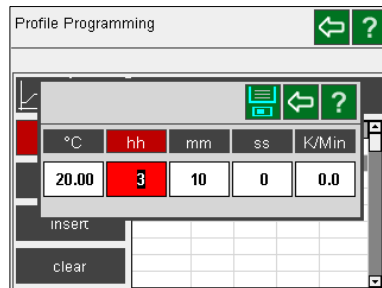 Profile Programming
?
?
°C hh mm ss K/Min
20.00 3 10 0 0.0
insert
clear